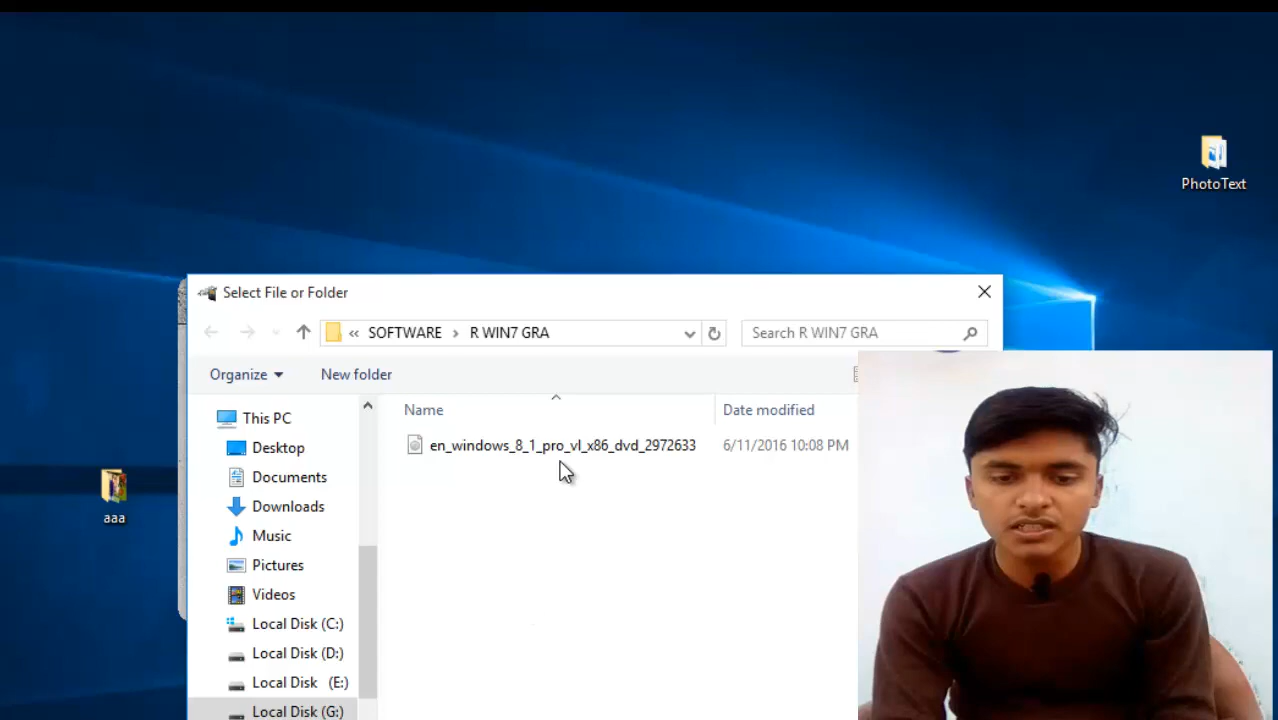 PhotoText
Select File or Folder
« SOFTWARE > R WIN7 GRA
Search R WIN7 GRA
Organize
New folder
Name
Date modified
This PC
Desktop
Documents
Downloads
Music
Pictures
Videos
Local Disk (C:)
Local Disk (D:)
Local Disk (E:)
Local Disk (G:)
en_windows_8_1_pro_vl_x86_dvd_2972633
6/11/2016 10:08 PM
aaa